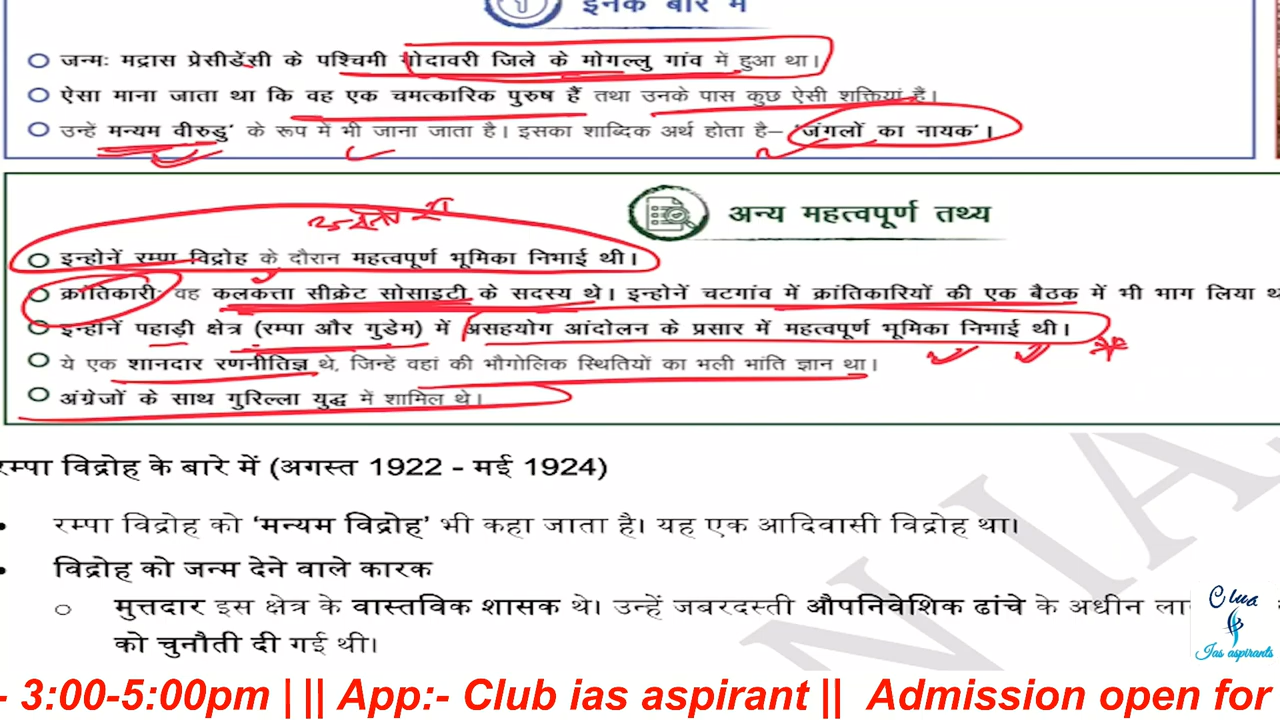 इनके बारे में
जन्मः मद्रास प्रेसीडेंसी के पश्चिमी गोदावरी जिले के मोगल्लु गांव में हुआ था।
ऐसा माना जाता था कि वह एक चमत्कारिक पुरुष हैं तथा उनके पास कुछ ऐसी शक्तियां हैं।
उन्हें मन्यम वीरुडु' के रूप में भी जाना जाता है। इसका शाब्दिक अर्थ होता है– 'जंगलों का नायक'।
अन्य महत्वपूर्ण तथ्य
इन्होनें रम्पा विद्रोह के दौरान महत्वपूर्ण भूमिका निभाई थी।
क्रांतिकारीः वह कलकत्ता सीक्रेट सोसाइटी के सदस्य थे। इन्होनें चटगांव में क्रांतिकारियों की एक बैठक में भी भाग लिया थ
इन्होनें पहाड़ी क्षेत्र (रम्पा और गुडेम) में असहयोग आंदोलन के प्रसार में महत्वपूर्ण भूमिका निभाई थी।
ये एक शानदार रणनीतिज्ञ थे, जिन्हें वहां की भौगोलिक स्थितियों का भली भांति ज्ञान था।
अंग्रेजों के साथ गुरिल्ला युद्ध में शामिल थे।
रम्पा विद्रोह के बारे में (अगस्त 1922 - मई 1924)
• रम्पा विद्रोह को 'मन्यम विद्रोह' भी कहा जाता है। यह एक आदिवासी विद्रोह था।
• विद्रोह को जन्म देने वाले कारक
○ मुत्तदार इस क्षेत्र के वास्तविक शासक थे। उन्हें जबरदस्ती औपनिवेशिक ढांचे के अधीन ला
को चुनौती दी गई थी।
Club
Ias aspirants
- 3:00-5:00pm | || App:- Club ias aspirant || Admission open for